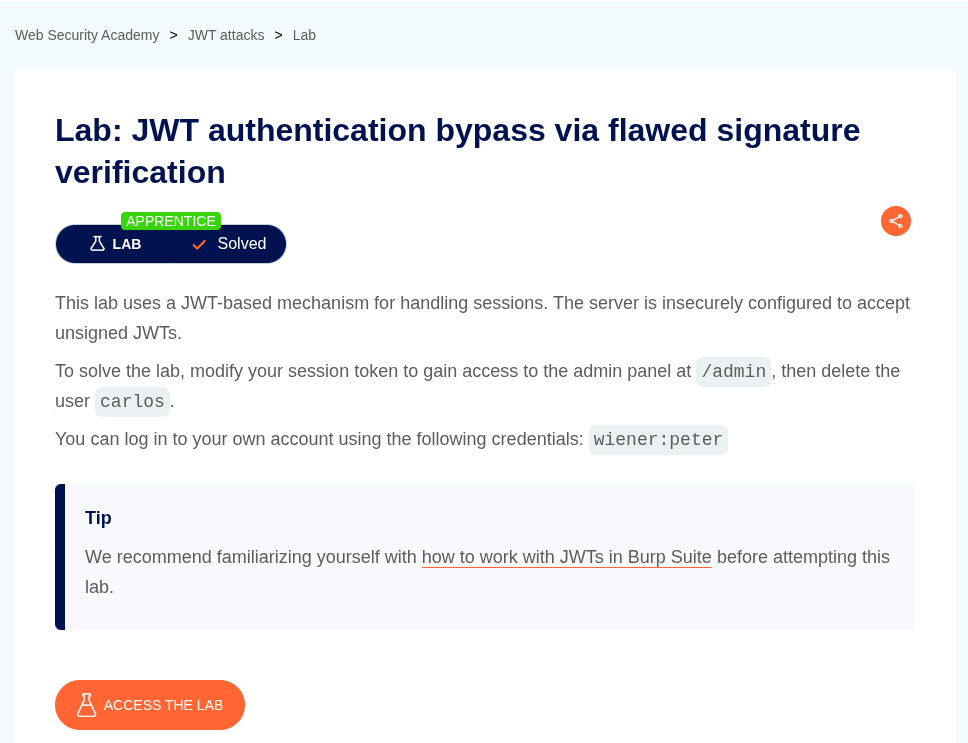 Web Security Academy > JWT attacks > Lab
Lab: JWT authentication bypass via flawed signature
verification
APPRENTICE
LAB Solved
This lab uses a JWT-based mechanism for handling sessions. The server is insecurely configured to accept
unsigned JWTs.
To solve the lab, modify your session token to gain access to the admin panel at /admin, then delete the
user carlos.
You can log in to your own account using the following credentials: wiener:peter
Tip
We recommend familiarizing yourself with how to work with JWTs in Burp Suite before attempting this
lab.
ACCESS THE LAB